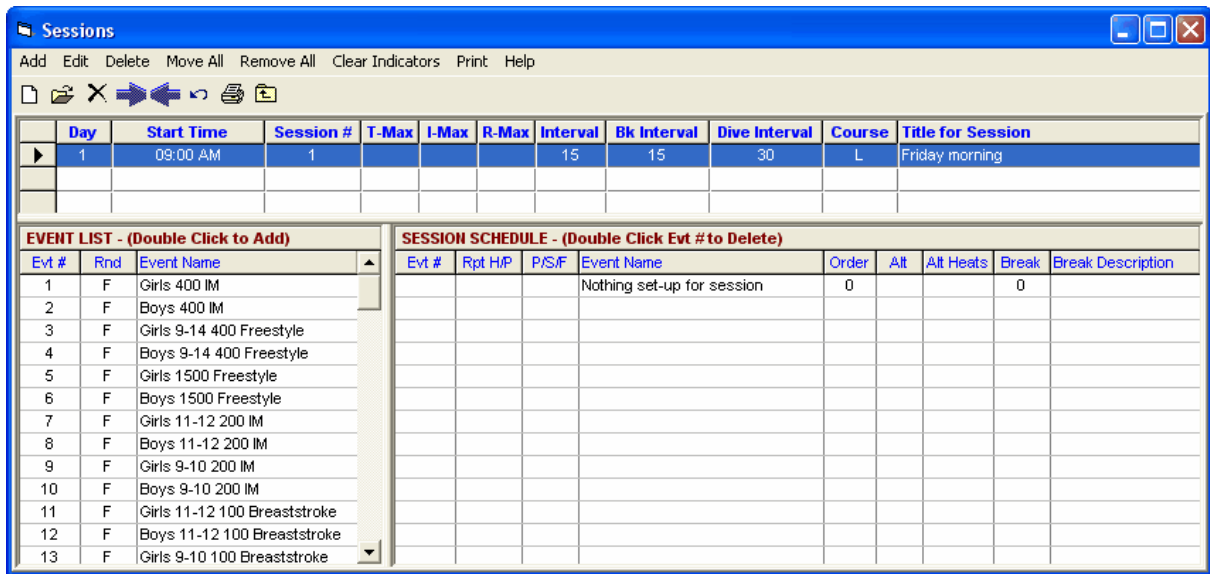 Sessions
Add Edit Delete Move All Remove All Clear Indicators Print Help
Day Start Time Session # T-Max I-Max R-Max Interval Bk Interval Dive Interval Course Title for Session
1 09:00 AM 1 15 15 30 L Friday morning
EVENT LIST - (Double Click to Add) SESSION SCHEDULE - (Double Click Evt # to Delete)
Evt # Rnd Event Name Evt # Rpt H/P P/S/F Event Name Order Alt Alt Heats Break Break Description
1 F Girls 400 IM Nothing set-up for session 0 0
2 F Boys 400 IM
3 F Girls 9-14 400 Freestyle
4 F Boys 9-14 400 Freestyle
5 F Girls 1500 Freestyle
6 F Boys 1500 Freestyle
7 F Girls 11-12 200 IM
8 F Boys 11-12 200 IM
9 F Girls 9-10 200 IM
10 F Boys 9-10 200 IM
11 F Girls 11-12 100 Breaststroke
12 F Boys 11-12 100 Breaststroke
13 F Girls 9-10 100 Breaststroke